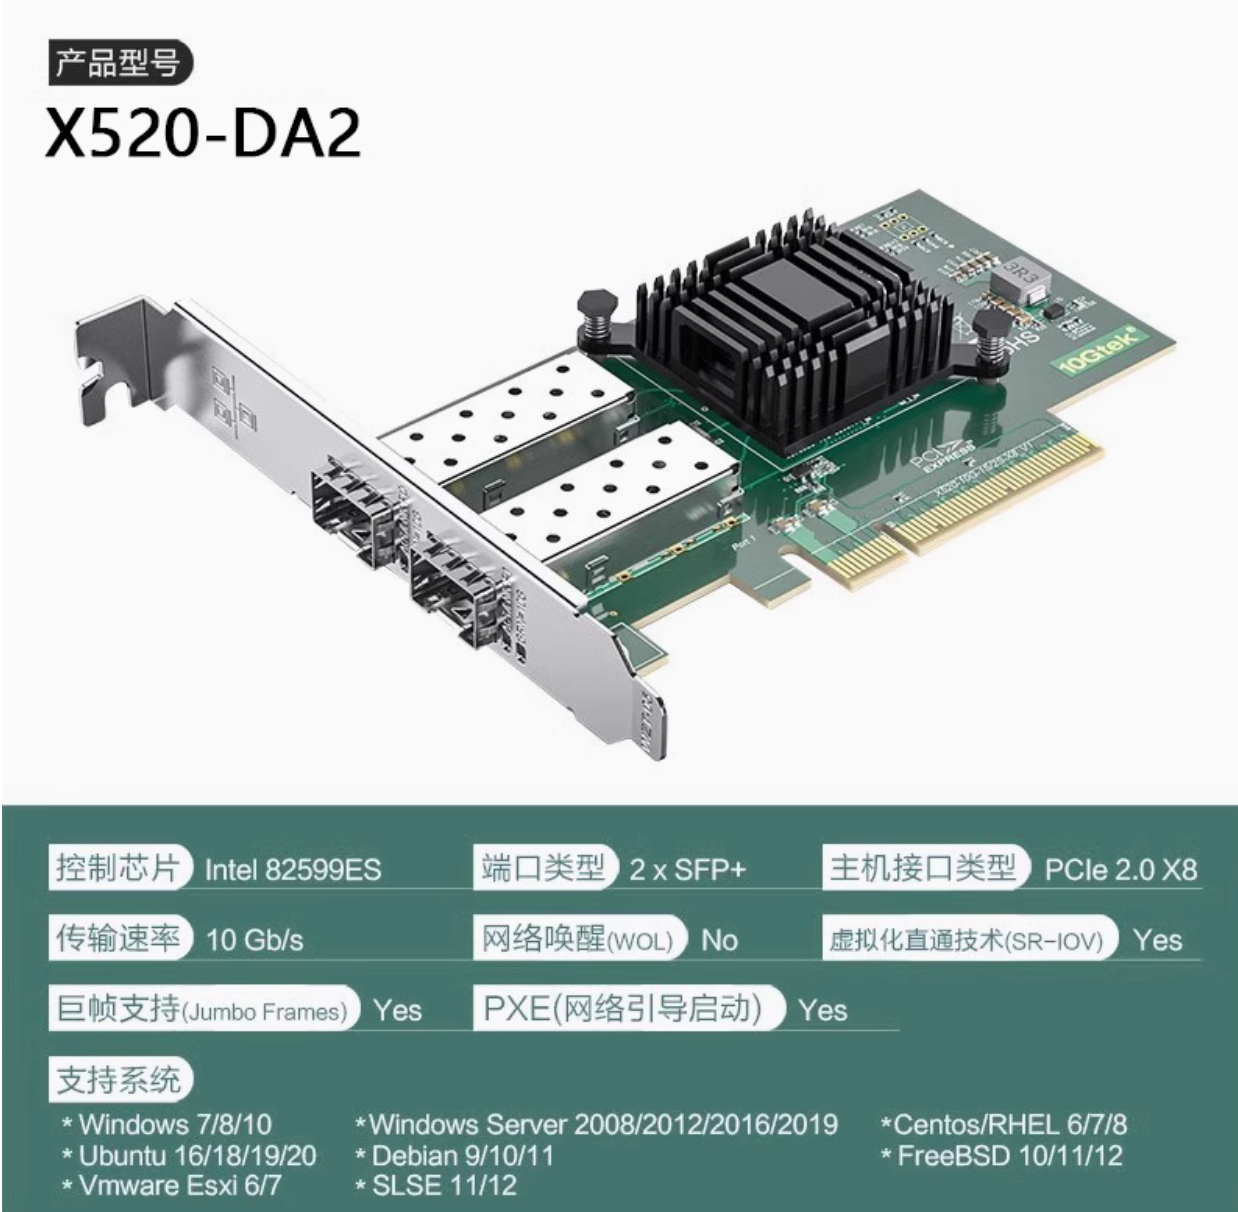 产品型号
X520-DA2
3R3
10Gtek®
PCI
EXPRESS
Port 1
控制芯片 Intel 82599ES 端口类型 2 x SFP+ 主机接口类型 PCIe 2.0 X8
传输速率 10 Gb/s 网络唤醒(WOL) No 虚拟化直通技术(SR-IOV) Yes
巨帧支持(Jumbo Frames) Yes PXE(网络引导启动) Yes
支持系统
* Windows 7/8/10 *Windows Server 2008/2012/2016/2019 *Centos/RHEL 6/7/8
* Ubuntu 16/18/19/20 * Debian 9/10/11 * FreeBSD 10/11/12
* Vmware Esxi 6/7 * SLSE 11/12